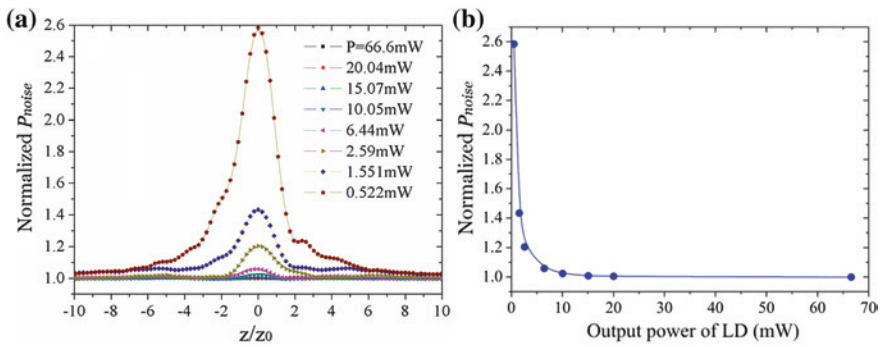 (a)
2.6
2.4
2.2
2.0
1.8
1.6
1.4
1.2
1.0
Normalized Pnoise
P=66.6mW
20.04mW
15.07mW
10.05mW
6.44mW
2.59mW
1.551mW
0.522mW
-10 -8 -6 -4 -2 0 2 4 6 8 10
z/z0
(b)
2.6
2.4
2.2
2.0
1.8
1.6
1.4
1.2
1.0
Normalized Pnoise
0 10 20 30 40 50 60 70
Output power of LD (mW)